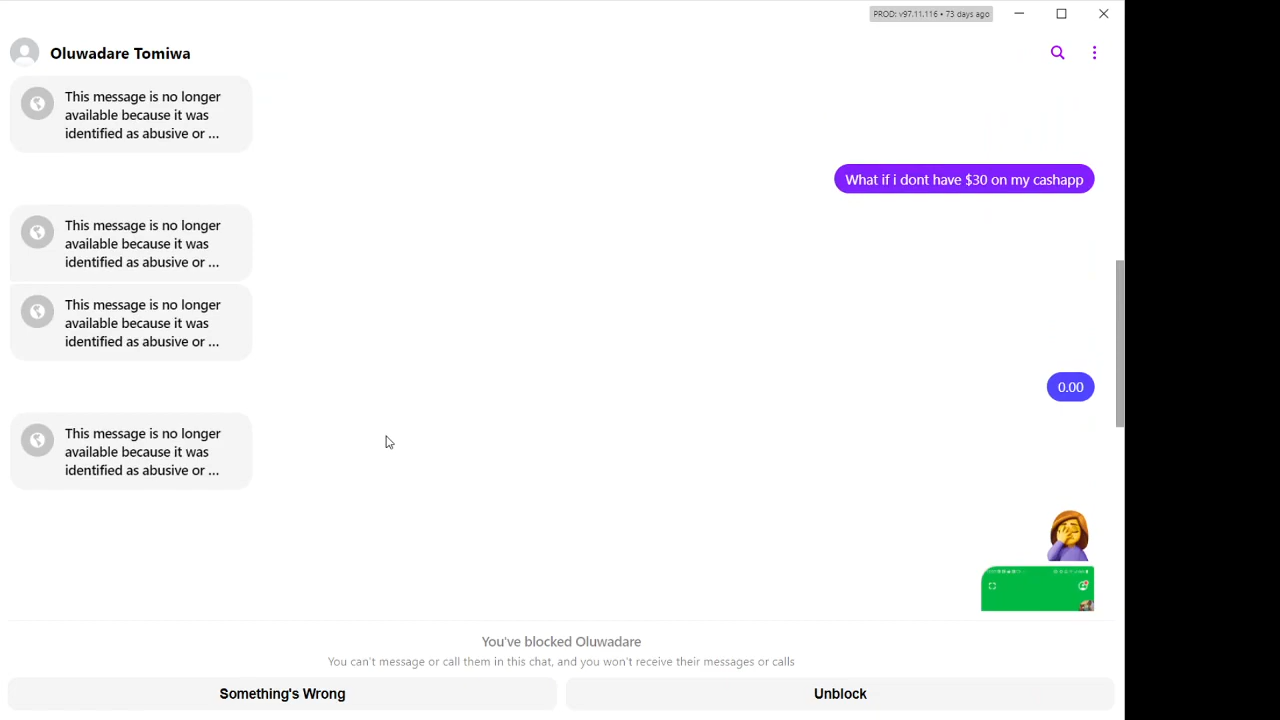 PROD: v97.11.116 • 73 days ago
Oluwadare Tomiwa
This message is no longer
available because it was
identified as abusive or ...
What if i dont have $30 on my cashapp
This message is no longer
available because it was
identified as abusive or ...
This message is no longer
available because it was
identified as abusive or ...
0.00
This message is no longer
available because it was
identified as abusive or ...
You've blocked Oluwadare
You can't message or call them in this chat, and you won't receive their messages or calls
Something's Wrong
Unblock